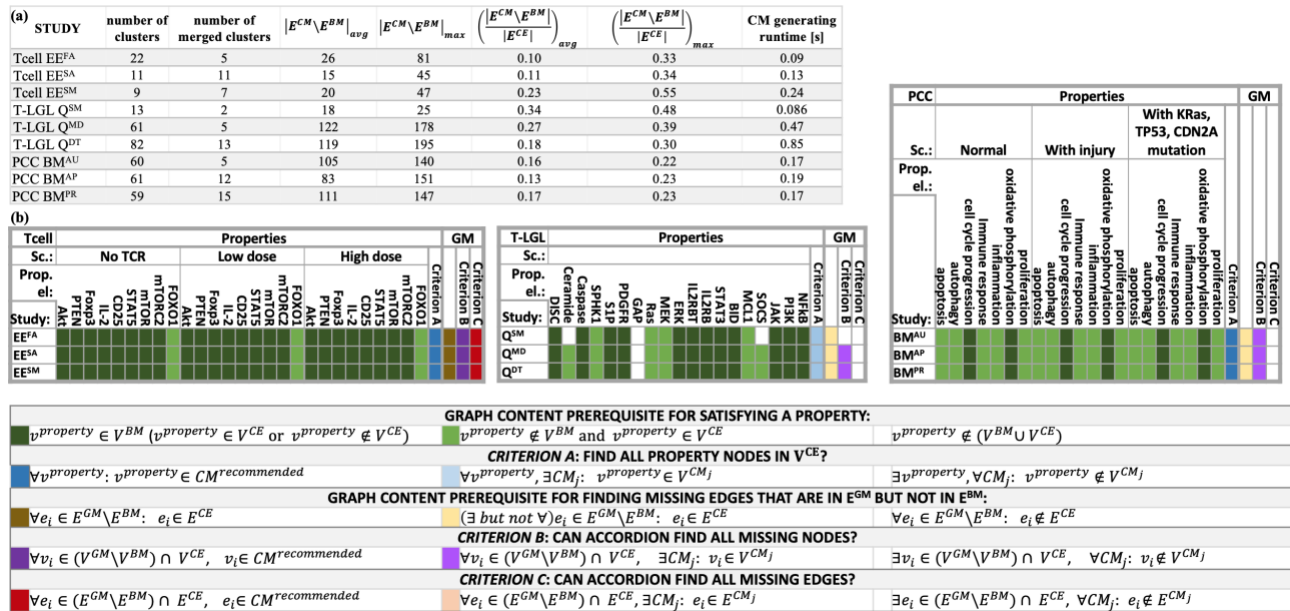 (a)
STUDY number of clusters number of merged clusters |E^CM\E^BM|_avg |E^CM\E^BM|_max (|E^CM\E^BM| / |E^CE|)_avg (|E^CM\E^BM| / |E^CE|)_max CM generating runtime [s]
Tcell EE^FA 22 5 26 81 0.10 0.33 0.09
Tcell EE^SA 11 11 15 45 0.11 0.34 0.13
Tcell EE^SM 9 7 20 47 0.23 0.55 0.24
T-LGL Q^SM 13 2 18 25 0.34 0.48 0.086
T-LGL Q^MD 61 5 122 178 0.27 0.39 0.47
T-LGL Q^DT 82 13 119 195 0.18 0.30 0.85
PCC BM^AU 60 5 105 140 0.16 0.22 0.17
PCC BM^AP 61 12 83 151 0.13 0.23 0.19
PCC BM^PR 59 15 111 147 0.17 0.23 0.17
(b)
Tcell Properties GM
Sc.: No TCR Low dose High dose
Prop. el.: Akt PTEN Foxp3 IL-2 CD25 STAT5 mTOR mTORC2 FOXO1 Akt PTEN Foxp3 IL-2 CD25 STAT5 mTOR mTORC2 FOXO1 Akt PTEN Foxp3 IL-2 CD25 STAT5 mTOR mTORC2 FOXO1 Criterion A Criterion B Criterion C
Study:
EE^FA
EE^SA
EE^SM
T-LGL Properties GM
Sc.:
Prop. el.: DISC Ceramide Caspase SPHK1 S1P PDGFR GAP Ras MEK ERK IL2RBT IL2RB STAT3 BID MCL1 SOCS JAK PI3K NFkB Criterion A Criterion B Criterion C
Study:
Q^SM
Q^MD
Q^DT
PCC Properties GM
Sc.: Normal With injury With KRas, TP53, CDN2A mutation
Prop. el.: apoptosis autophagy cell cycle progression Immune response inflammation oxidative phosphorylation proliferation apoptosis autophagy cell cycle progression Immune response inflammation oxidative phosphorylation proliferation apoptosis autophagy cell cycle progression Immune response inflammation oxidative phosphorylation proliferation Criterion A Criterion B Criterion C
Study:
BM^AU
BM^AP
BM^PR
GRAPH CONTENT PREREQUISITE FOR SATISFYING A PROPERTY:
v^property ∈ V^BM (v^property ∈ V^CE or v^property ∉ V^CE) v^property ∉ V^BM and v^property ∈ V^CE v^property ∉ (V^BM ∪ V^CE)
CRITERION A: FIND ALL PROPERTY NODES IN V^CE?
∀v^property: v^property ∈ CM^recommended ∀v^property, ∃CM_j: v^property ∈ V^CM_j ∃v^property, ∀CM_j: v^property ∉ V^CM_j
GRAPH CONTENT PREREQUISITE FOR FINDING MISSING EDGES THAT ARE IN E^GM BUT NOT IN E^BM:
∀e_i ∈ E^GM\E^BM: e_i ∈ E^CE (∃ but not ∀)e_i ∈ E^GM\E^BM: e_i ∈ E^CE ∀e_i ∈ E^GM\E^BM: e_i ∉ E^CE
CRITERION B: CAN ACCORDION FIND ALL MISSING NODES?
∀v_i ∈ (V^GM\V^BM) ∩ V^CE, v_i ∈ CM^recommended ∀v_i ∈ (V^GM\V^BM) ∩ V^CE, ∃CM_j: v_i ∈ V^CM_j ∃v_i ∈ (V^GM\V^BM) ∩ V^CE, ∀CM_j: v_i ∉ V^CM_j
CRITERION C: CAN ACCORDION FIND ALL MISSING EDGES?
∀e_i ∈ (E^GM\E^BM) ∩ E^CE, e_i ∈ CM^recommended ∀e_i ∈ (E^GM\E^BM) ∩ E^CE, ∃CM_j: e_i ∈ E^CM_j ∃e_i ∈ (E^GM\E^BM) ∩ E^CE, ∀CM_j: e_i ∉ E^CM_j